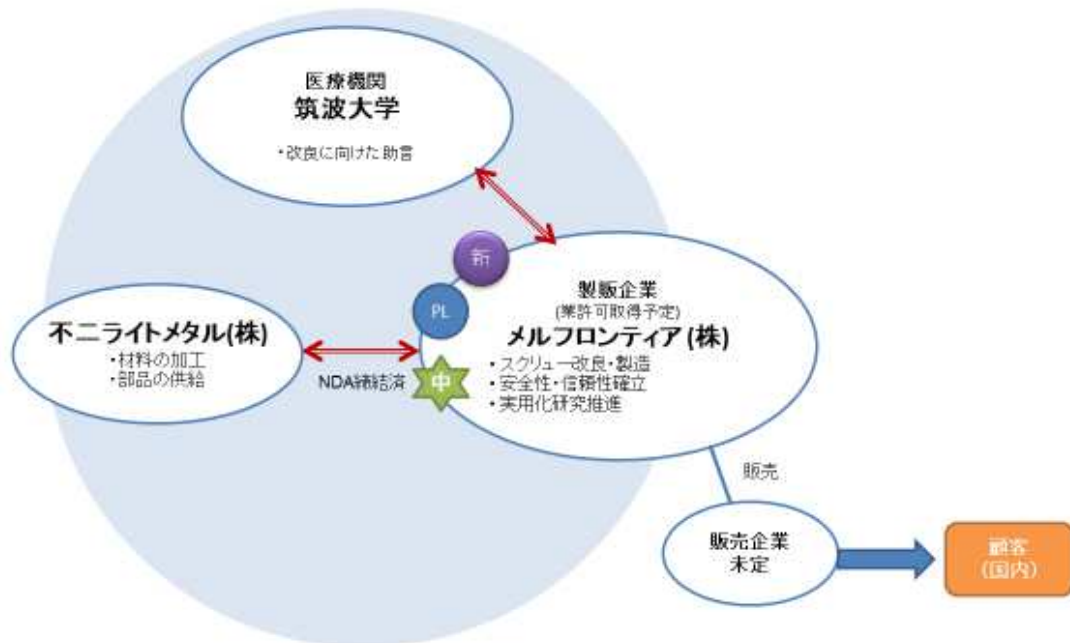 医療機関
筑波大学
・改良に向けた助言
新
PL
中
製販企業
(業許可取得予定)
メルフロンティア(株)
・スクリュー改良・製造
・安全性・信頼性確立
・実用化研究推進
不二ライトメタル(株)
・材料の加工
・部品の供給
NDA締結済
販売
販売企業
未定
顧客
(国内)